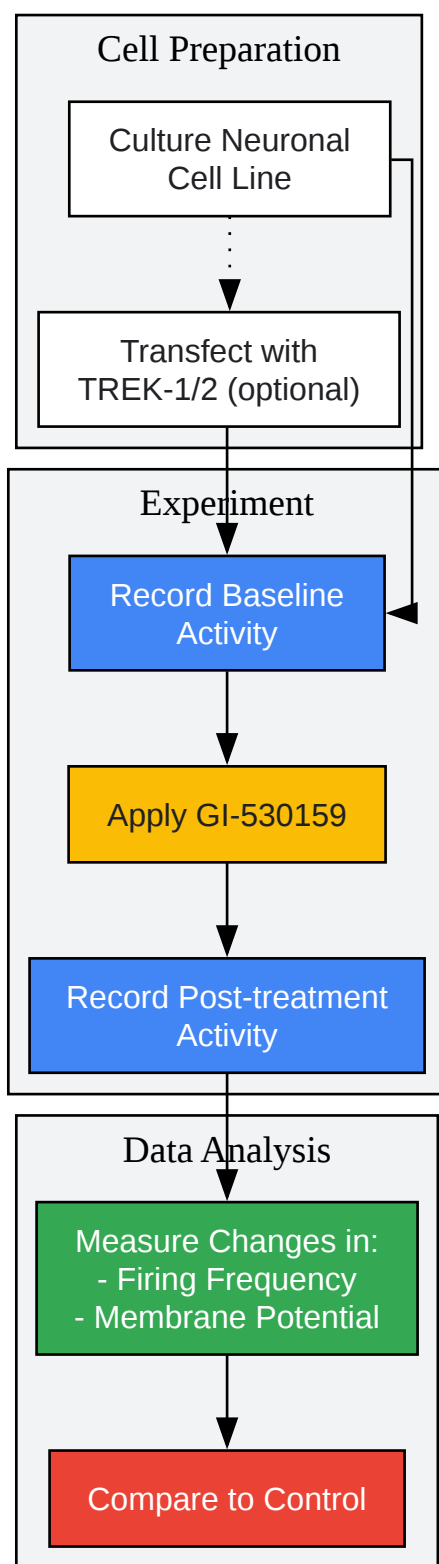 Cell Preparation
Culture Neuronal
Cell Line
Transfect with
TREK-1/2 (optional)
Experiment
Record Baseline
Activity
Apply GI-530159
Record Post-treatment
Activity
Data Analysis
Measure Changes in:
- Firing Frequency
- Membrane Potential
Compare to Control